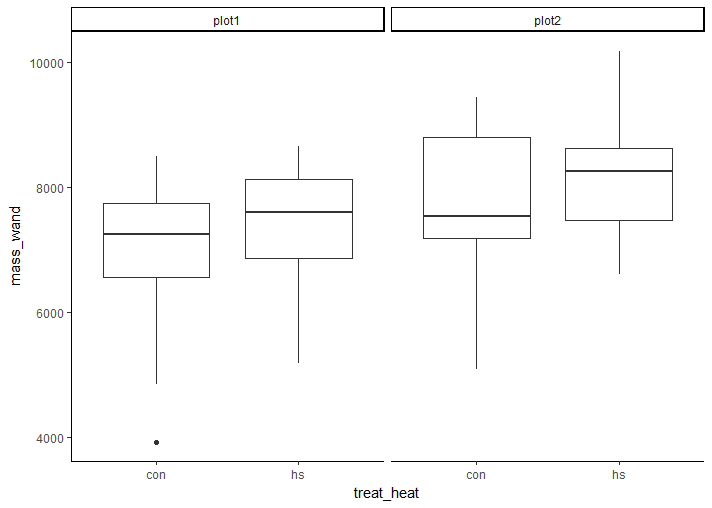 plot1
plot2
mass_wand
10000
8000
6000
4000
con
hs
con
hs
treat_heat